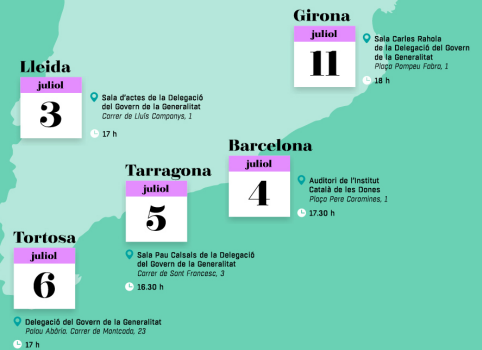 Girona
juliol
11
Sala Carles Rahola
de la Delegació del Govern
de la Generalitat
Plaça Pompeu Fabra, 1
18 h
Lleida
juliol
3
Sala d'actes de la Delegació
del Govern de la Generalitat
Carrer de Lluís Companys, 1
17 h
Barcelona
juliol
4
Auditori de l'Institut
Català de les Dones
Plaça Pere Coromines, 1
17.30 h
Tarragona
juliol
5
Sala Pau Calsals de la Delegació
del Govern de la Generalitat
Carrer de Sant Francesc, 3
16.30 h
Tortosa
juliol
6
Delegació del Govern de la Generalitat
Palau Abària. Carrer de Montcada, 23
17 h